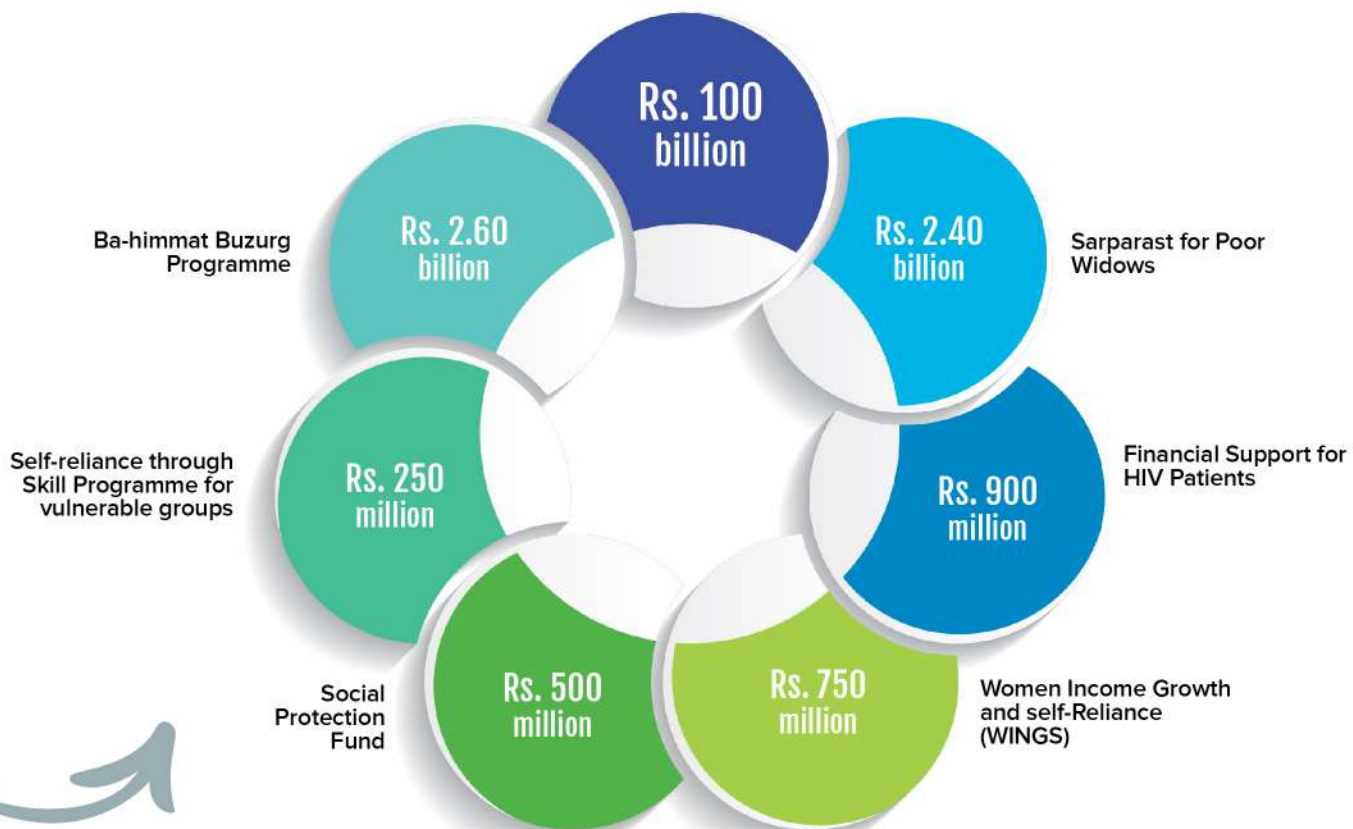 Rs. 100
billion
Rs. 2.40
billion
Sarparast for Poor
Widows
Rs. 900
million
Financial Support for
HIV Patients
Rs. 750
million
Women Income Growth
and self-Reliance
(WINGS)
Rs. 500
million
Social
Protection
Fund
Rs. 250
million
Self-reliance through
Skill Programme for
vulnerable groups
Rs. 2.60
billion
Ba-himmat Buzurg
Programme